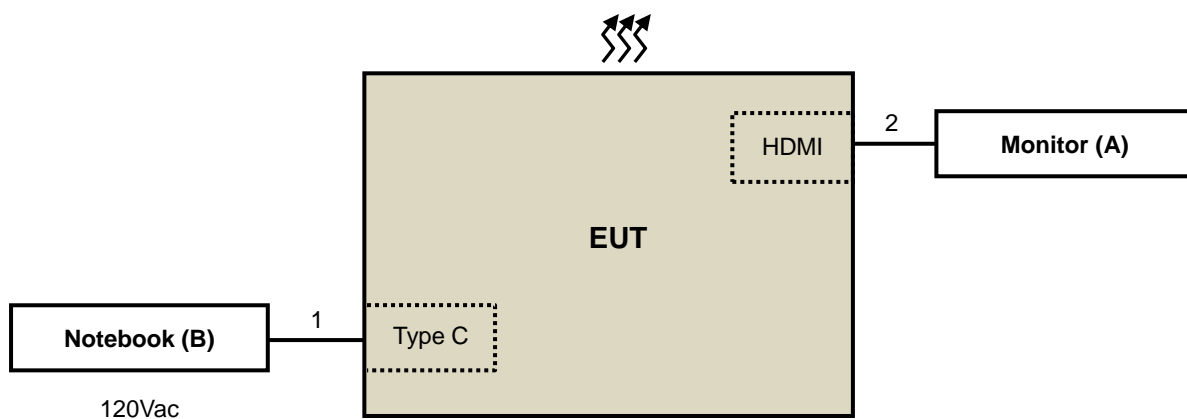 2
HDMI
Monitor (A)
EUT
1
Notebook (B)
Type C
120Vac